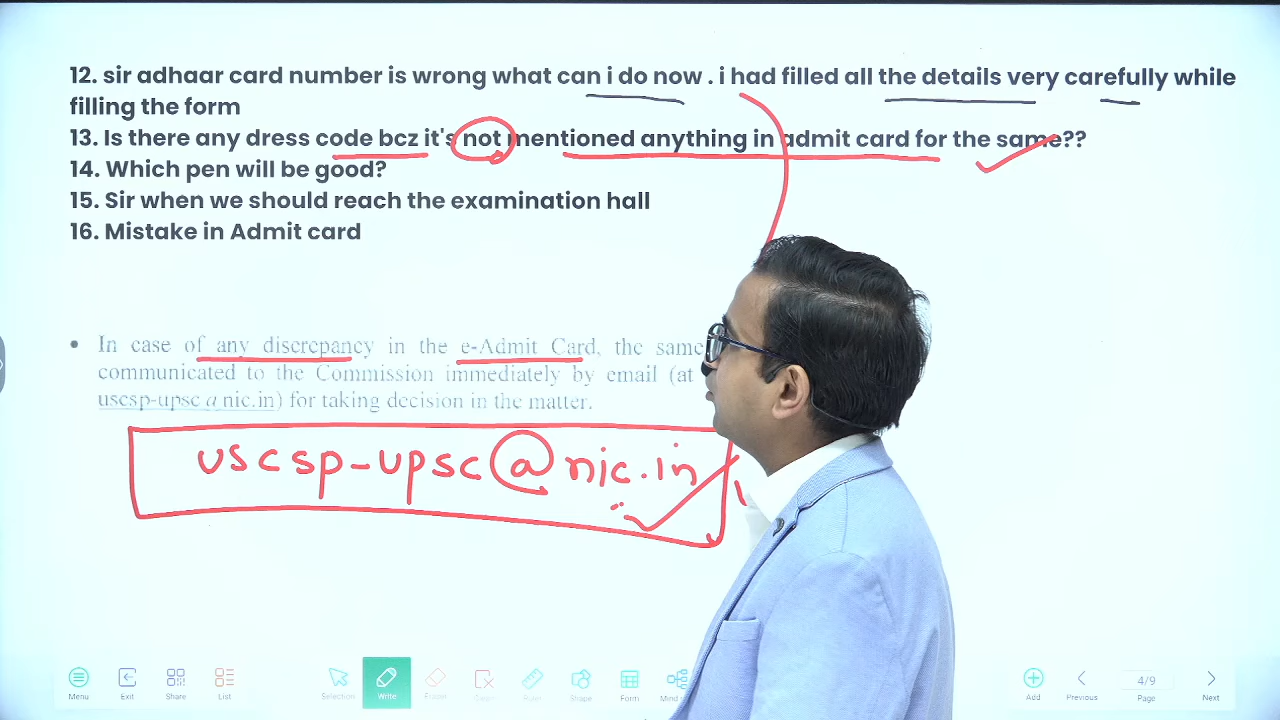 12. sir adhaar card number is wrong what can i do now . i had filled all the details very carefully while
filling the form
13. Is there any dress code bcz it's not mentioned anything in admit card for the same??
14. Which pen will be good?
15. Sir when we should reach the examination hall
16. Mistake in Admit card
• In case of any discrepancy in the e-Admit Card, the same
communicated to the Commission immediately by email (at
uscsp-upsc@nic.in) for taking decision in the matter.
uscsp-upsc@nic.in
Menu Exit Share List Selection Write Eraser Clear Ruler Shape Form Mind Add Previous 4/9 Page Next